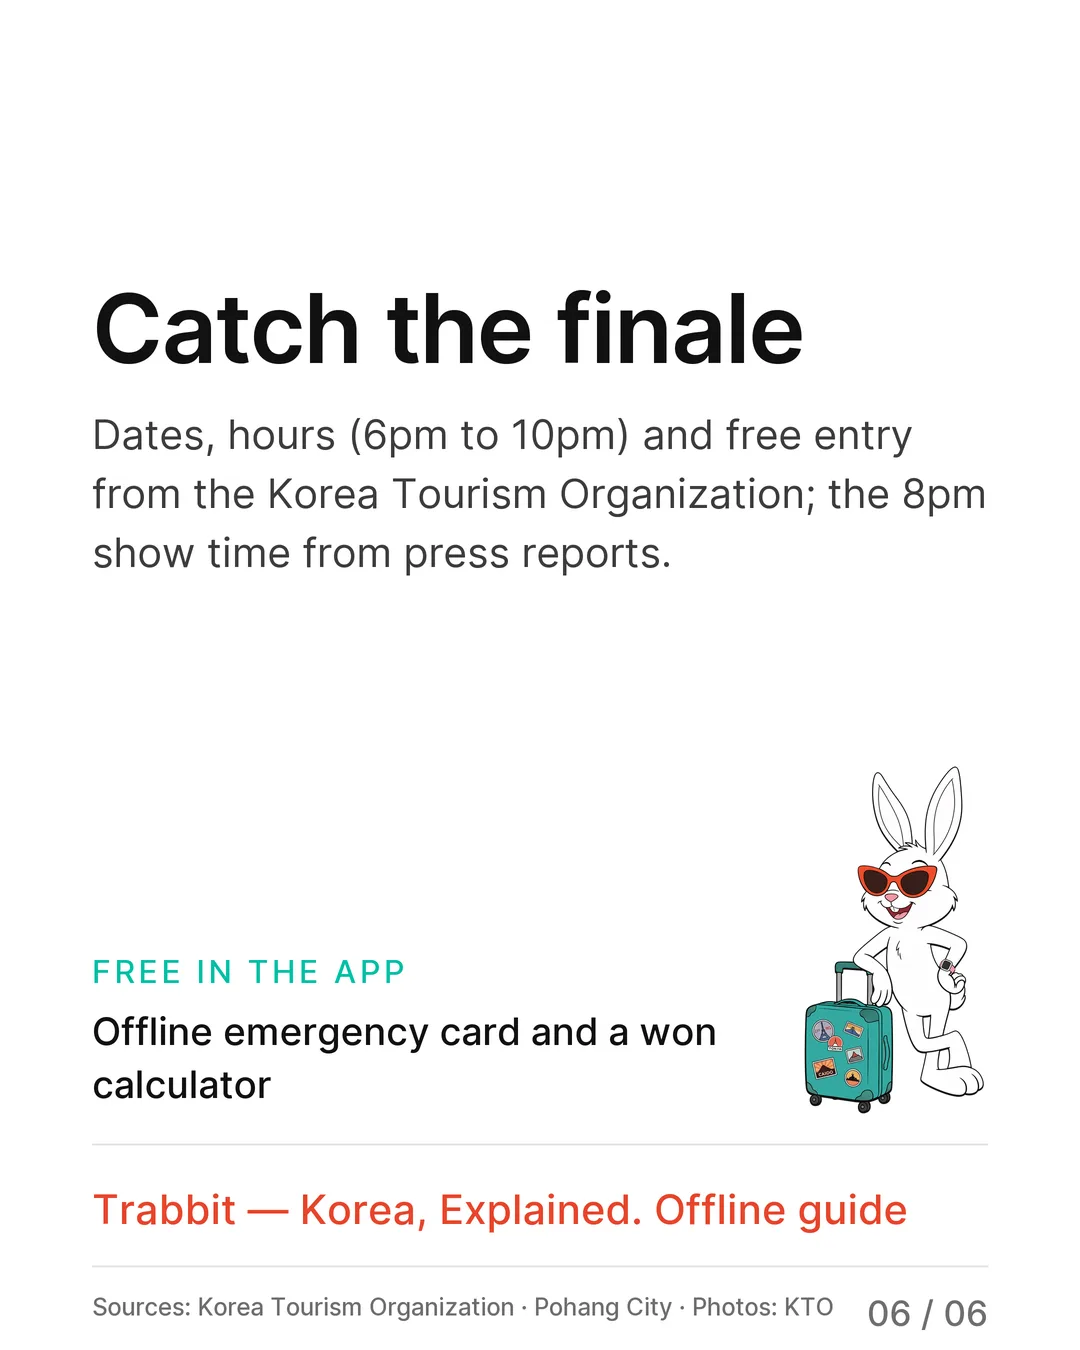 Catch the finale
Dates, hours (6pm to 10pm) and free entry
from the Korea Tourism Organization; the 8pm
show time from press reports.
FREE IN THE APP
Offline emergency card and a won
calculator
Trabbit — Korea, Explained. Offline guide
Sources: Korea Tourism Organization · Pohang City · Photos: KTO
06 / 06